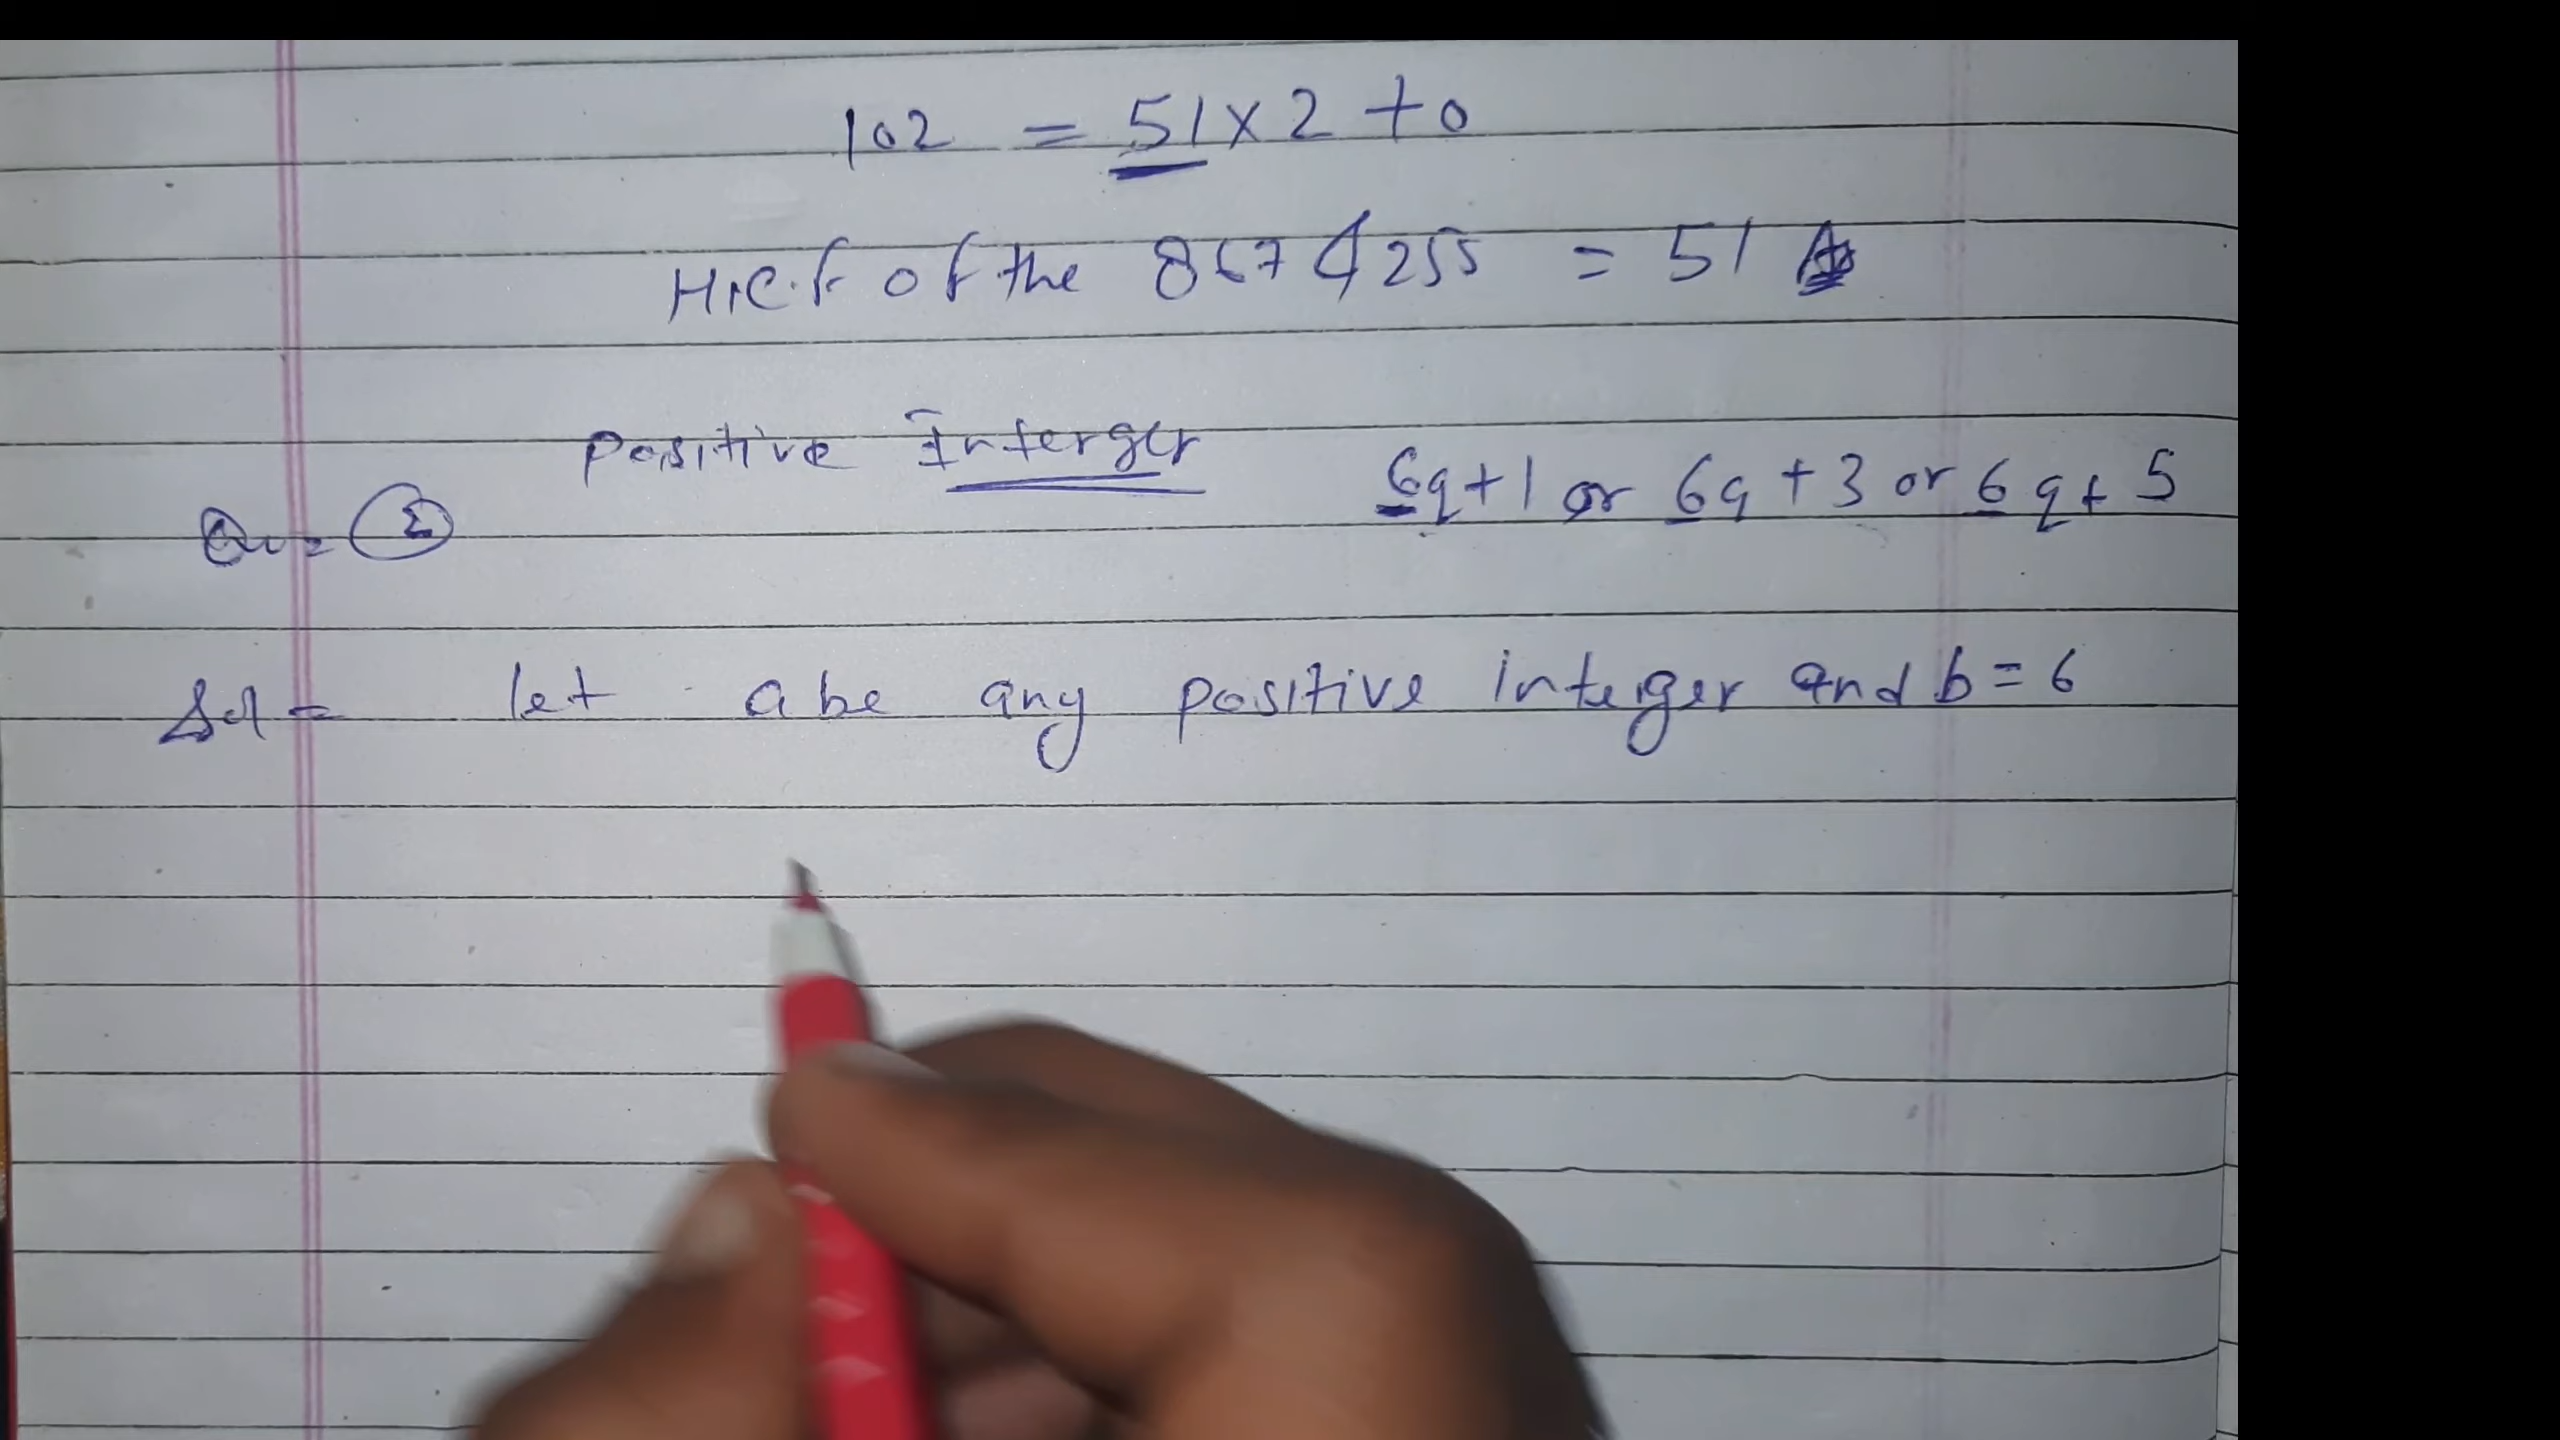 102 = 51 × 2 + 0
H.C.F of the 867 & 255 = 51
Positive Interger 6q + 1 or 6q + 3 or 6q + 5
Qu = 2
Sol = let a be any positive integer and b = 6